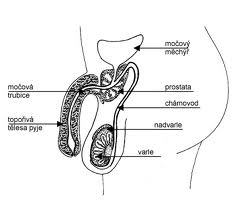 močový
měchýř
močová
trubice
prostata
chámovod
topořivá
tělesa pyje
nadvarle
varle